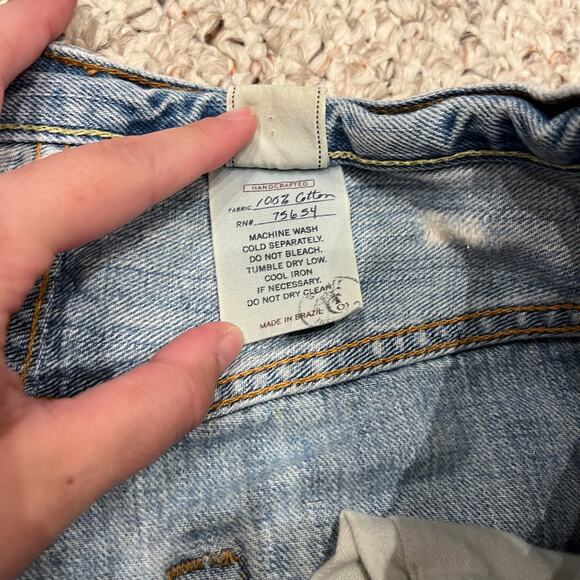 HANDCRAFTED
FABRIC 100% Cotton
RN# 75654
MACHINE WASH
COLD SEPARATELY.
DO NOT BLEACH.
TUMBLE DRY LOW.
COOL IRON
IF NECESSARY.
DO NOT DRY CLEAN.
MADE IN BRAZIL